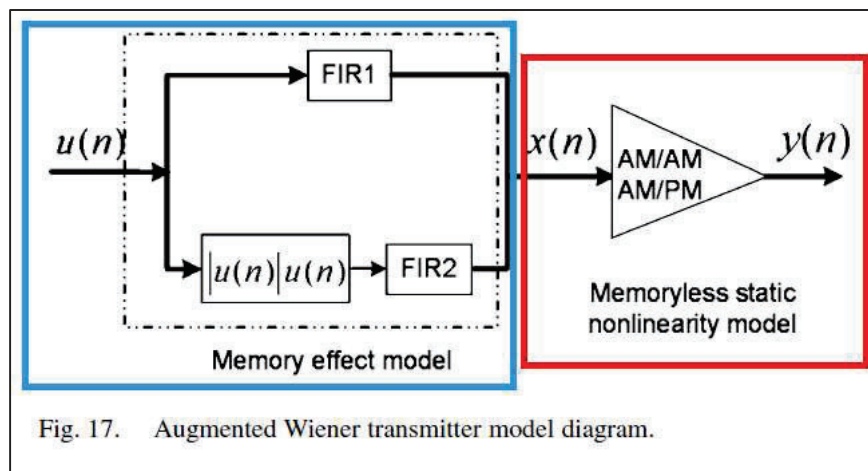 FIR1
u(n)
x(n)
AM/AM
AM/PM
y(n)
|u(n)|u(n)
FIR2
Memory effect model
Memoryless static
nonlinearity model
Fig. 17. Augmented Wiener transmitter model diagram.